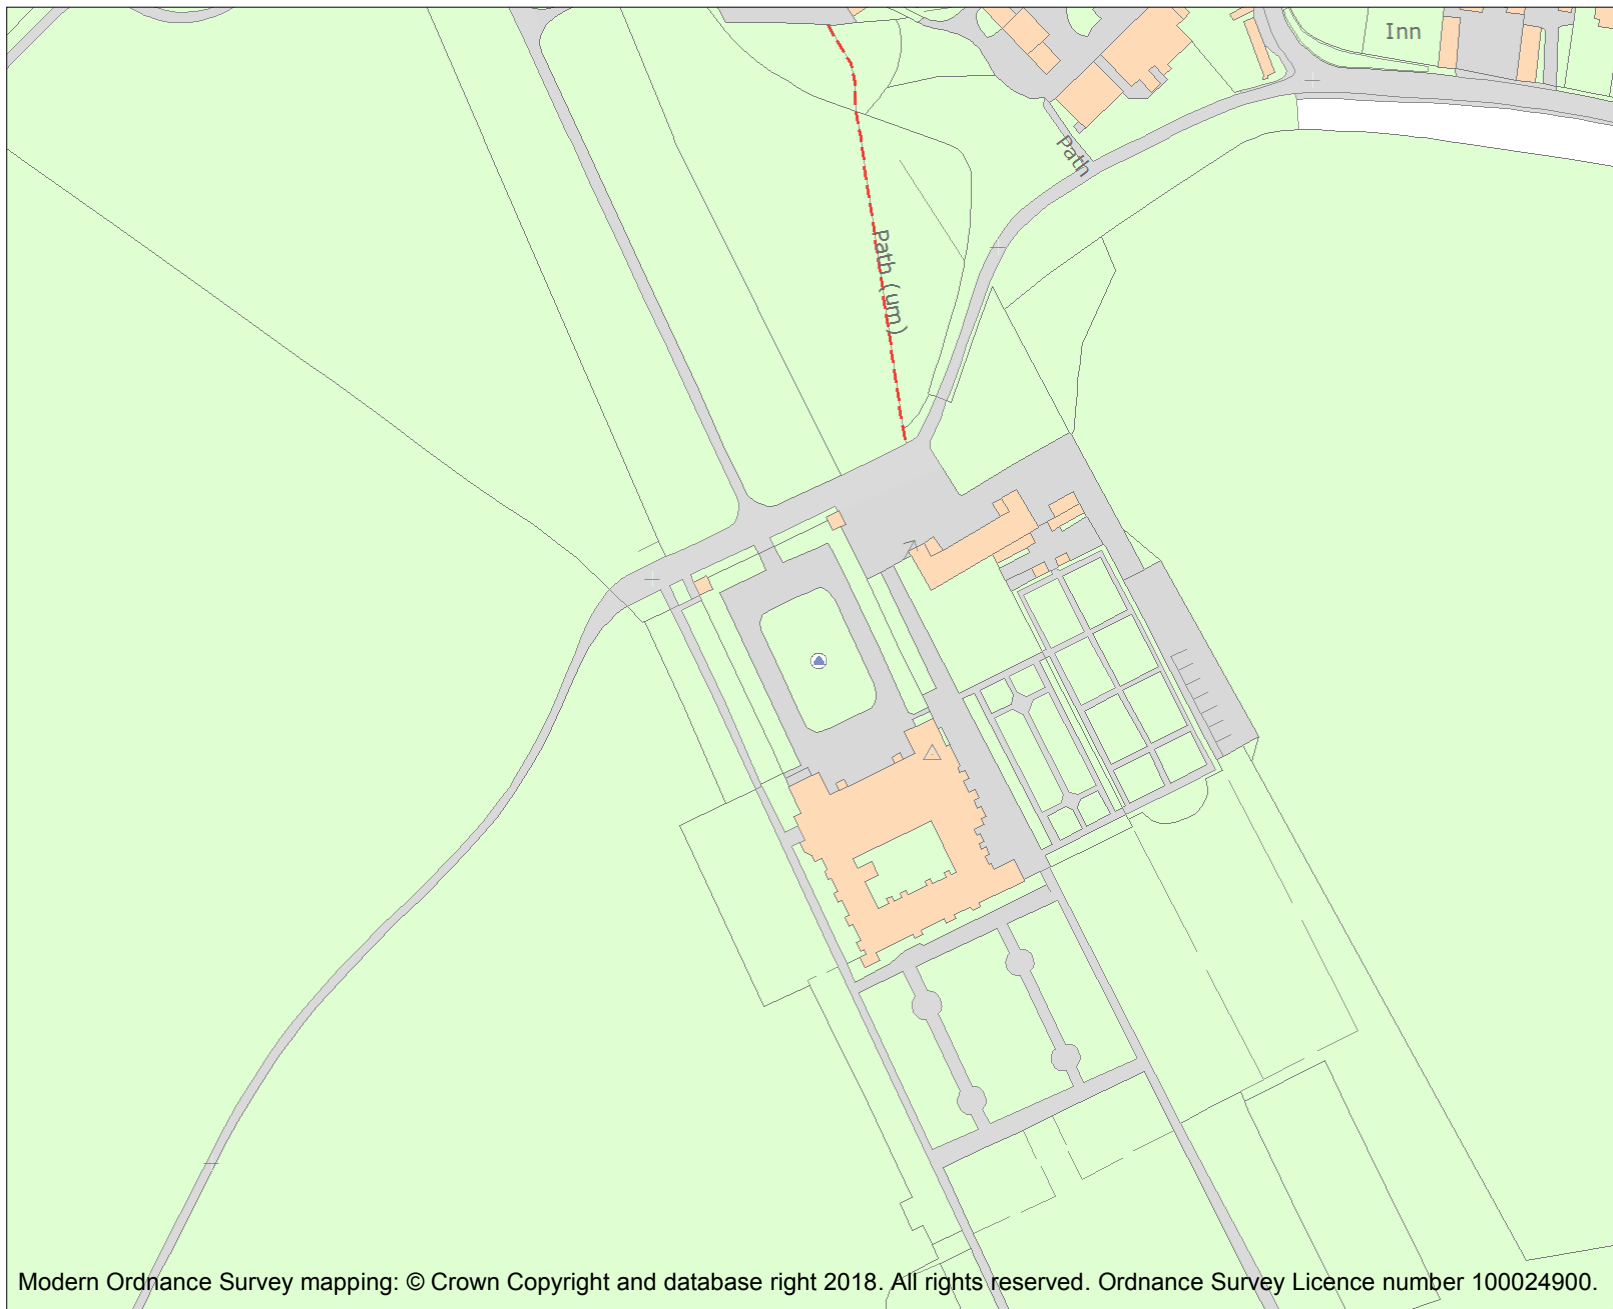 Inn
Path
Path (um)
Modern Ordnance Survey mapping: © Crown Copyright and database right 2018. All rights reserved. Ordnance Survey Licence number 100024900.